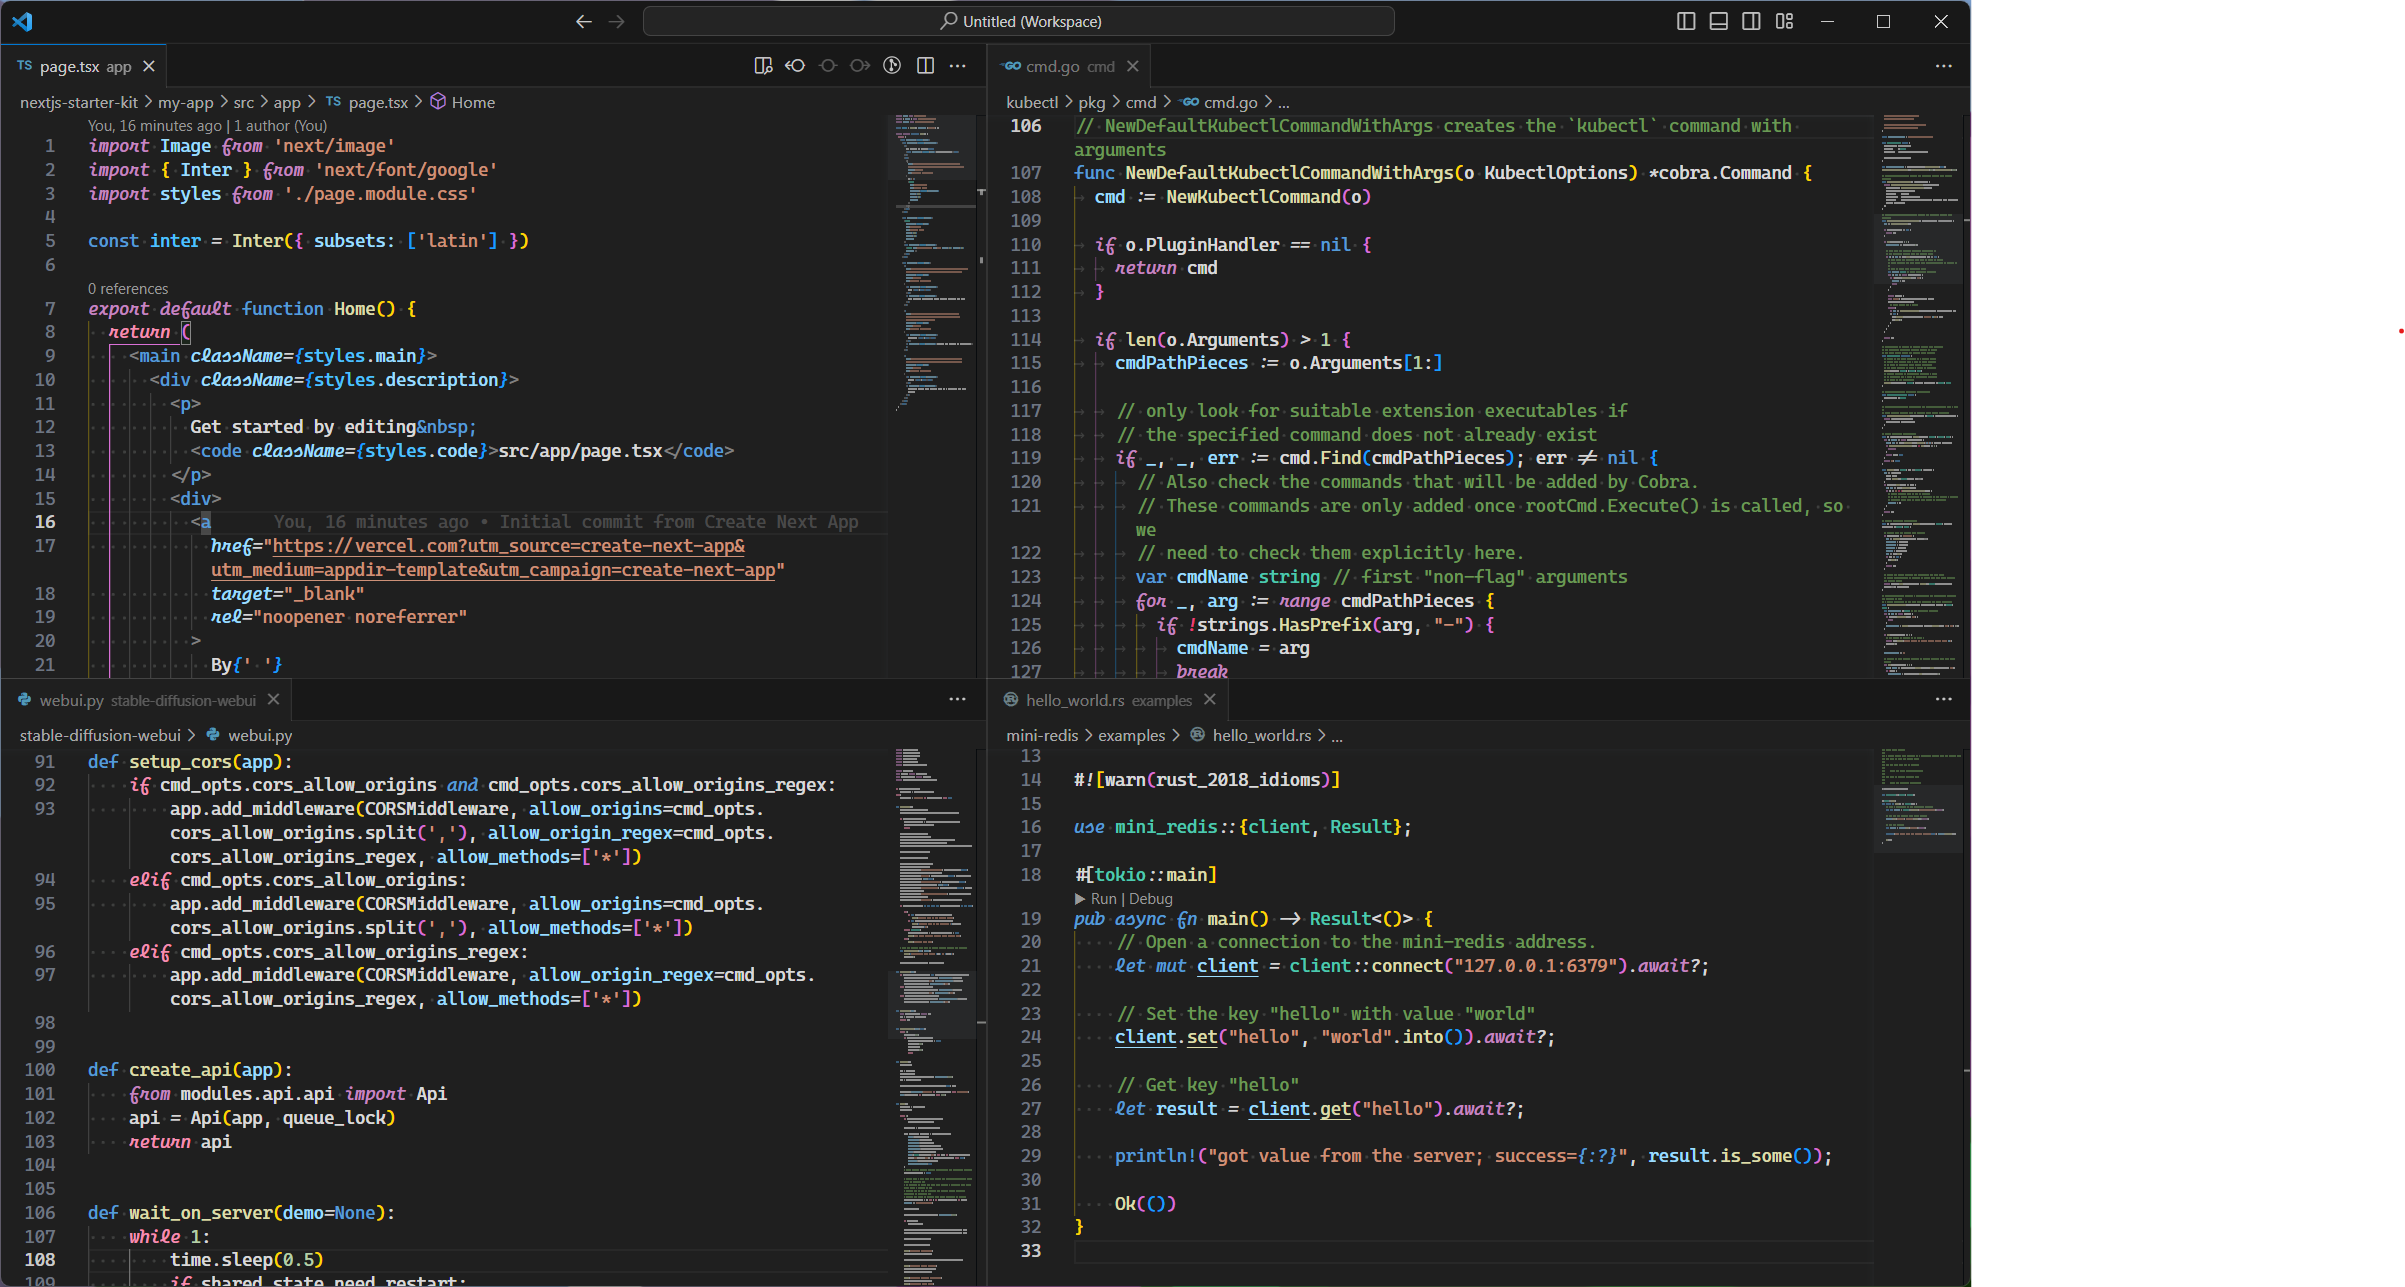 Untitled (Workspace)
TS page.tsx app
nextjs-starter-kit > my-app > src > app > TS page.tsx > Home
You, 16 minutes ago | 1 author (You)
1 import Image from 'next/image'
2 import { Inter } from 'next/font/google'
3 import styles from './page.module.css'
4
5 const inter = Inter({ subsets: ['latin'] })
6
0 references
7 export default function Home() {
8 return (
9 <main className={styles.main}>
10 <div className={styles.description}>
11 <p>
12 Get started by editing&nbsp;
13 <code className={styles.code}>src/app/page.tsx</code>
14 </p>
15 <div>
16 <a You, 16 minutes ago • Initial commit from Create Next App
17 href="https://vercel.com?utm_source=create-next-app&
utm_medium=appdir-template&utm_campaign=create-next-app"
18 target="_blank"
19 rel="noopener noreferrer"
20 >
21 By{' '}
GO cmd.go cmd
kubectl > pkg > cmd > GO cmd.go > ...
106 // NewDefaultKubectlCommandWithArgs creates the `kubectl` command with
arguments
107 func NewDefaultKubectlCommandWithArgs(o KubectlOptions) *cobra.Command {
108 cmd := NewKubectlCommand(o)
109
110 if o.PluginHandler == nil {
111 return cmd
112 }
113
114 if len(o.Arguments) > 1 {
115 cmdPathPieces := o.Arguments[1:]
116
117 // only look for suitable extension executables if
118 // the specified command does not already exist
119 if _, _, err := cmd.Find(cmdPathPieces); err != nil {
120 // Also check the commands that will be added by Cobra.
121 // These commands are only added once rootCmd.Execute() is called, so
we
122 // need to check them explicitly here.
123 var cmdName string // first "non-flag" arguments
124 for _, arg := range cmdPathPieces {
125 if !strings.HasPrefix(arg, "-") {
126 cmdName = arg
127 break
webui.py stable-diffusion-webui
stable-diffusion-webui > webui.py
91 def setup_cors(app):
92 if cmd_opts.cors_allow_origins and cmd_opts.cors_allow_origins_regex:
93 app.add_middleware(CORSMiddleware, allow_origins=cmd_opts.
cors_allow_origins.split(','), allow_origin_regex=cmd_opts.
cors_allow_origins_regex, allow_methods=['*'])
94 elif cmd_opts.cors_allow_origins:
95 app.add_middleware(CORSMiddleware, allow_origins=cmd_opts.
cors_allow_origins.split(','), allow_methods=['*'])
96 elif cmd_opts.cors_allow_origins_regex:
97 app.add_middleware(CORSMiddleware, allow_origin_regex=cmd_opts.
cors_allow_origins_regex, allow_methods=['*'])
98
99
100 def create_api(app):
101 from modules.api.api import Api
102 api = Api(app, queue_lock)
103 return api
104
105
106 def wait_on_server(demo=None):
107 while 1:
108 time.sleep(0.5)
109 if shared.state.need_restart:
hello_world.rs examples
mini-redis > examples > hello_world.rs > ...
13
14 #![warn(rust_2018_idioms)]
15
16 use mini_redis::{client, Result};
17
18 #[tokio::main]
Run | Debug
19 pub async fn main() -> Result<()> {
20 // Open a connection to the mini-redis address.
21 let mut client = client::connect("127.0.0.1:6379").await?;
22
23 // Set the key "hello" with value "world"
24 client.set("hello", "world".into()).await?;
25
26 // Get key "hello"
27 let result = client.get("hello").await?;
28
29 println!("got value from the server; success={:?}", result.is_some());
30
31 Ok(())
32 }
33